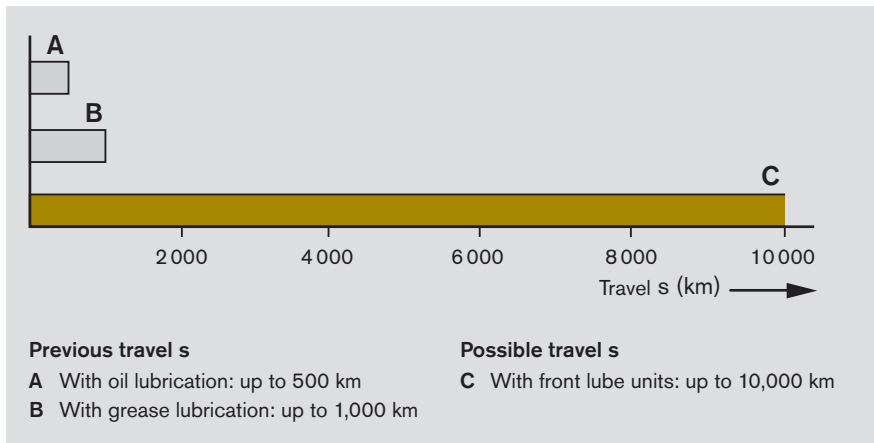 A
B
C
2 000 4 000 6 000 8 000 10 000
Travel s (km)
Previous travel s
A With oil lubrication: up to 500 km
B With grease lubrication: up to 1,000 km
Possible travel s
C With front lube units: up to 10,000 km